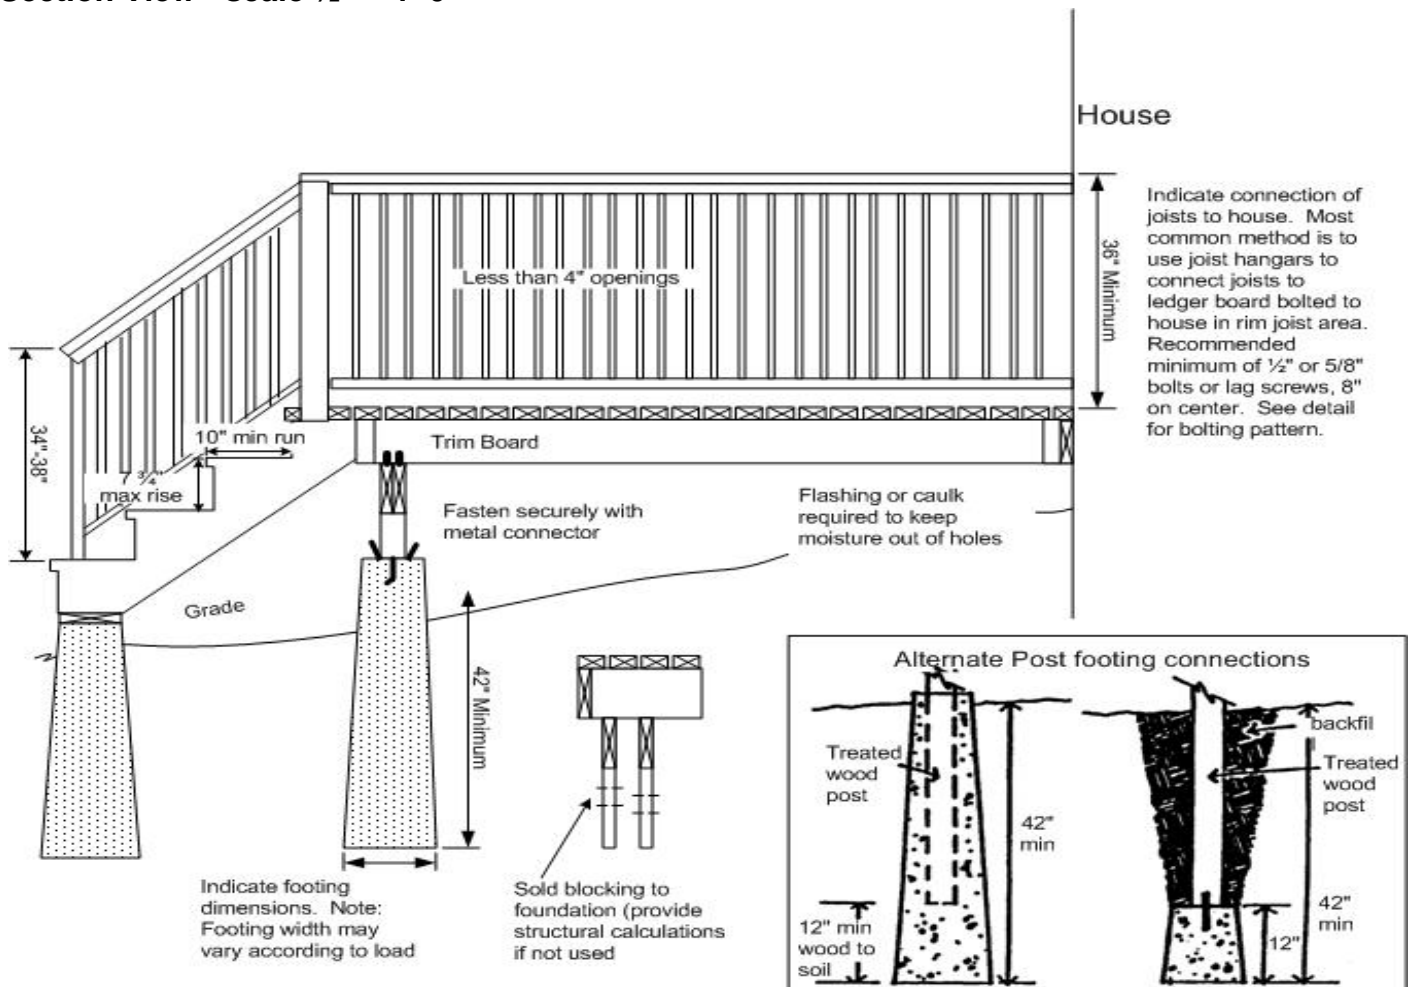 House
Indicate connection of
joists to house. Most
common method is to
use joist hangars to
connect joists to
ledger board bolted to
house in rim joist area.
Recommended
minimum of ½" or 5/8"
bolts or lag screws, 8"
on center. See detail
for bolting pattern.
36" Minimum
Less than 4" openings
34"-38"
10" min run
7 ¾"
max rise
Trim Board
Fasten securely with
metal connector
Flashing or caulk
required to keep
moisture out of holes
Grade
42" Minimum
Indicate footing
dimensions. Note:
Footing width may
vary according to load
Sold blocking to
foundation (provide
structural calculations
if not used
Alternate Post footing connections
Treated
wood
post
42"
min
12" min
wood to
soil
backfil
Treated
wood
post
42"
min
12"